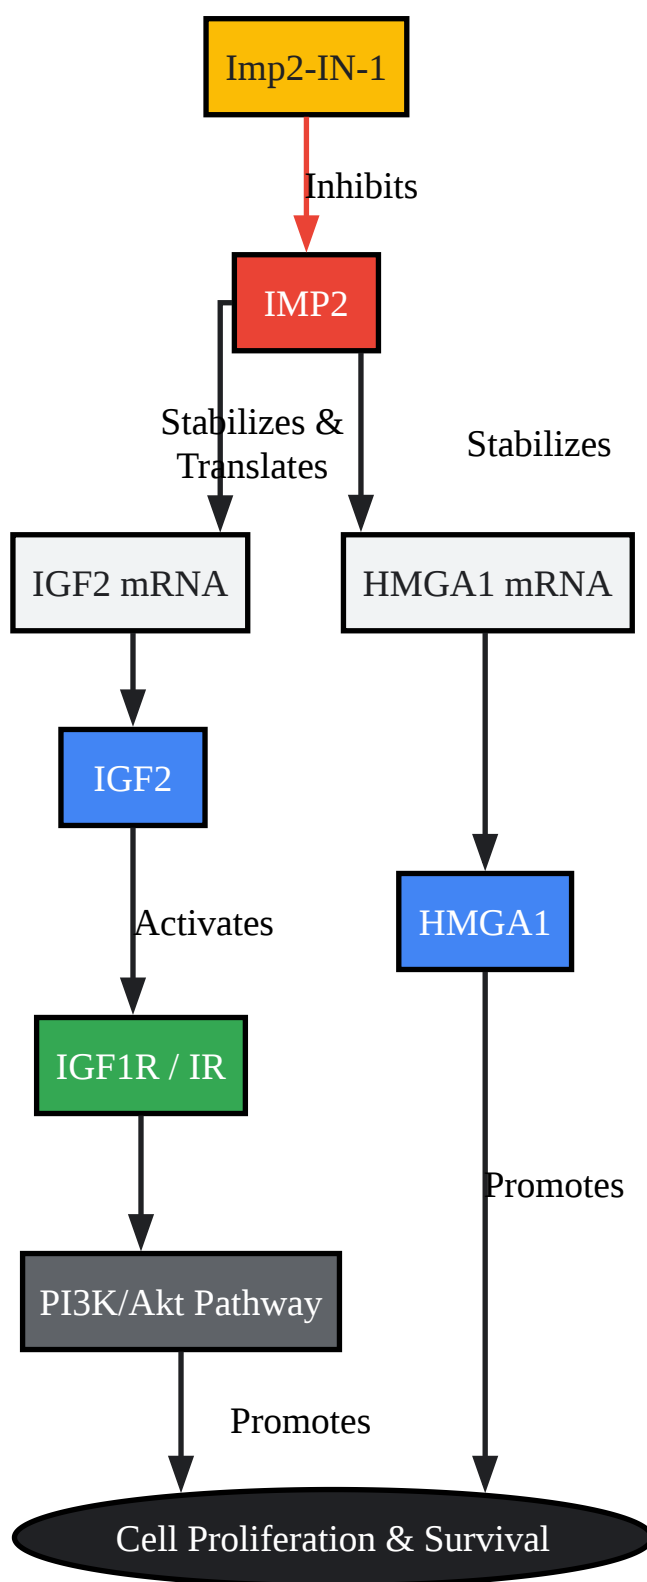 Imp2-IN-1
Inhibits
IMP2
Stabilizes &
Translates
Stabilizes
IGF2 mRNA
HMGA1 mRNA
IGF2
Activates
HMGA1
IGF1R / IR
Promotes
PI3K/Akt Pathway
Promotes
Cell Proliferation & Survival